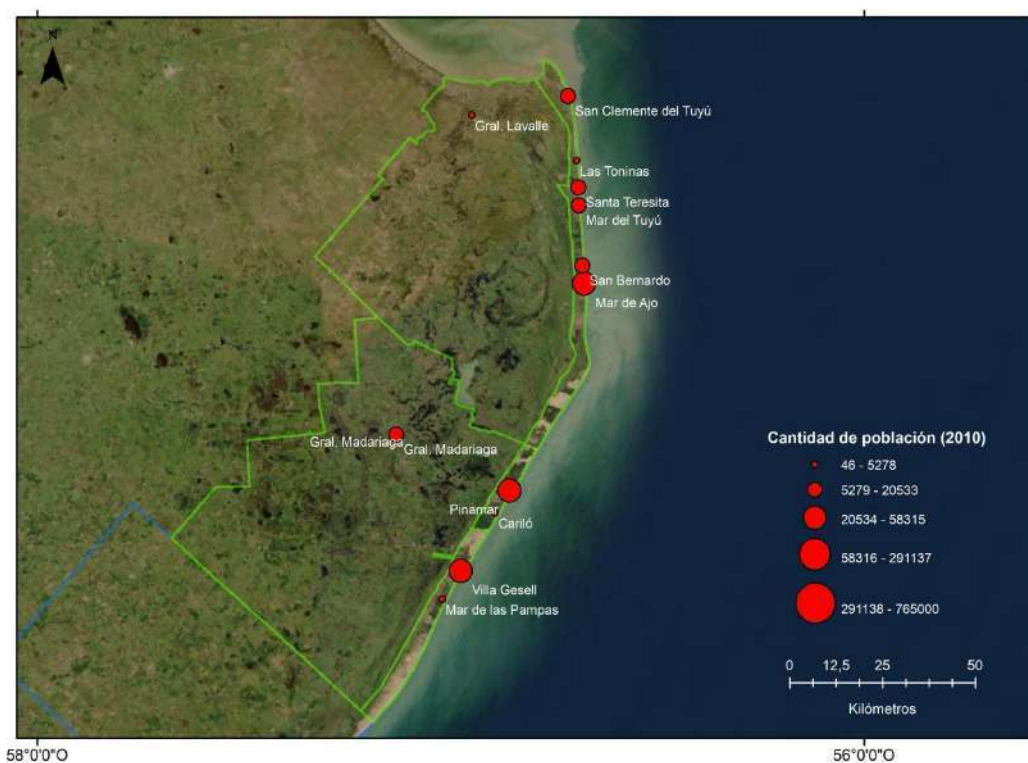 N
San Clemente del Tuyú
Gral. Lavalle
Las Toninas
Santa Teresita
Mar del Tuyú
San Bernardo
Mar de Ajo
Gral. Madariaga
Gral. Madariaga
Pinamar
Cariló
Villa Gesell
Mar de las Pampas
Cantidad de población (2010)
46 - 5278
5279 - 20533
20534 - 58315
58316 - 291137
291138 - 765000
0 12,5 25 50
Kilómetros
58°0'0"O 56°0'0"O